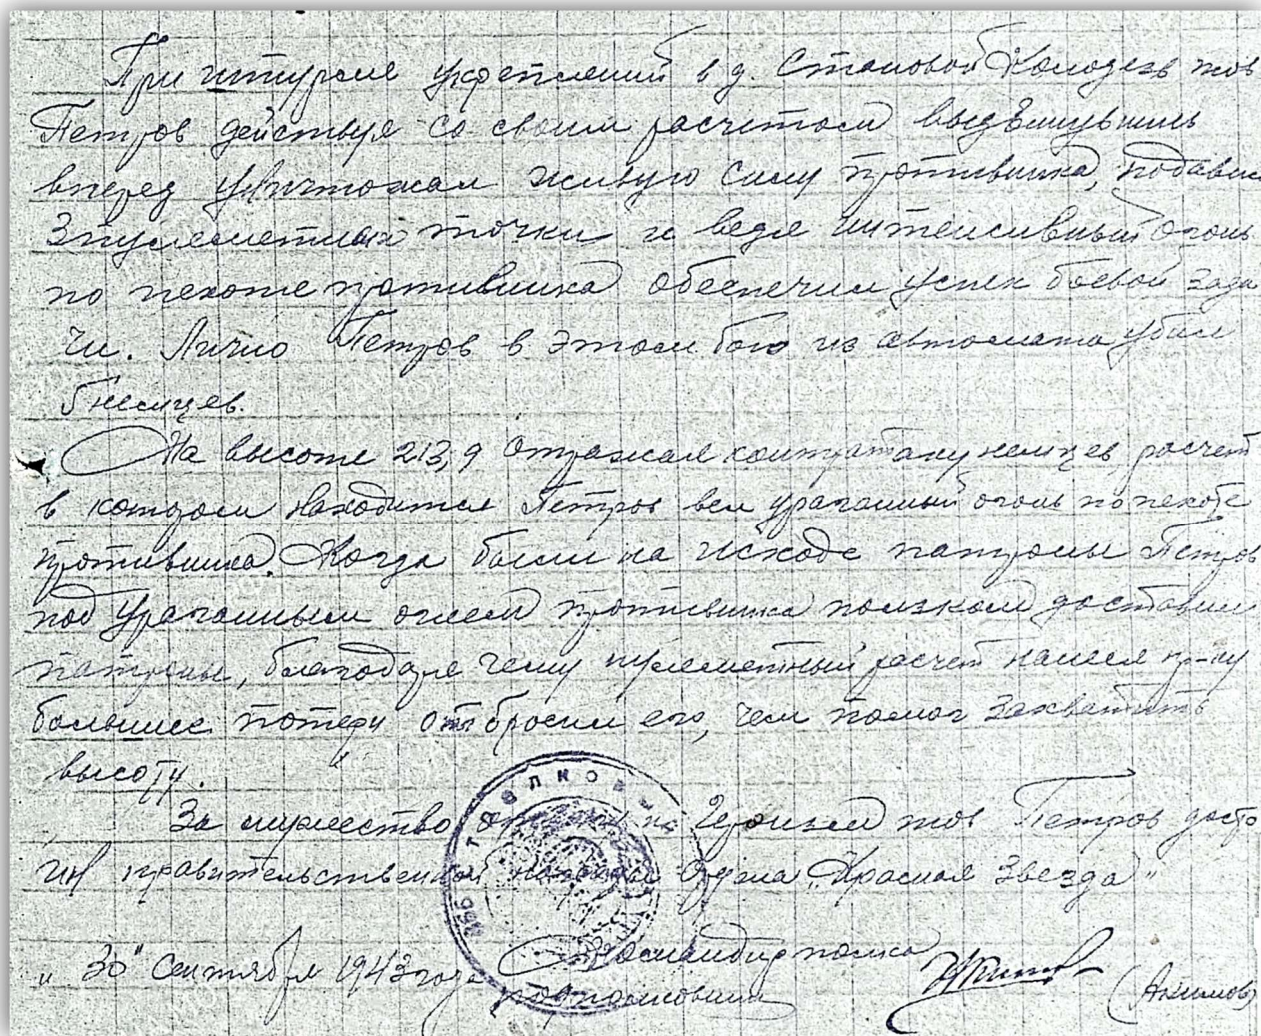 При штурме укреплений в д. Становой Колодезь тов
Петров действуя со своим расчетом выдвинувшись
вперед уничтожал живую силу противника, подавил
3 пулеметные точки и ведя интенсивный огонь
по пехоте противника обеспечил успех боевой зада
чи. Лично Петров в этом бою из автомата убил
5 немцев.
На высоте 213,9 отражая контратаку немцев, расчет
в котором находится Петров вел ураганный огонь по пехоте
противника. Когда были на исходе патроны Петров
под ураганным огнем противника ползком доставил
патроны, благодаря чему пулеметный расчет нанеся пр-ку
большие потери отбросил его, чем помог захватить
высоту.
За мужество и героизм тов Петров досто
ин правительственной награды Ордена "Красная Звезда"
Командир полка
"30" Сентября 1943 года подполковник (Акимов)